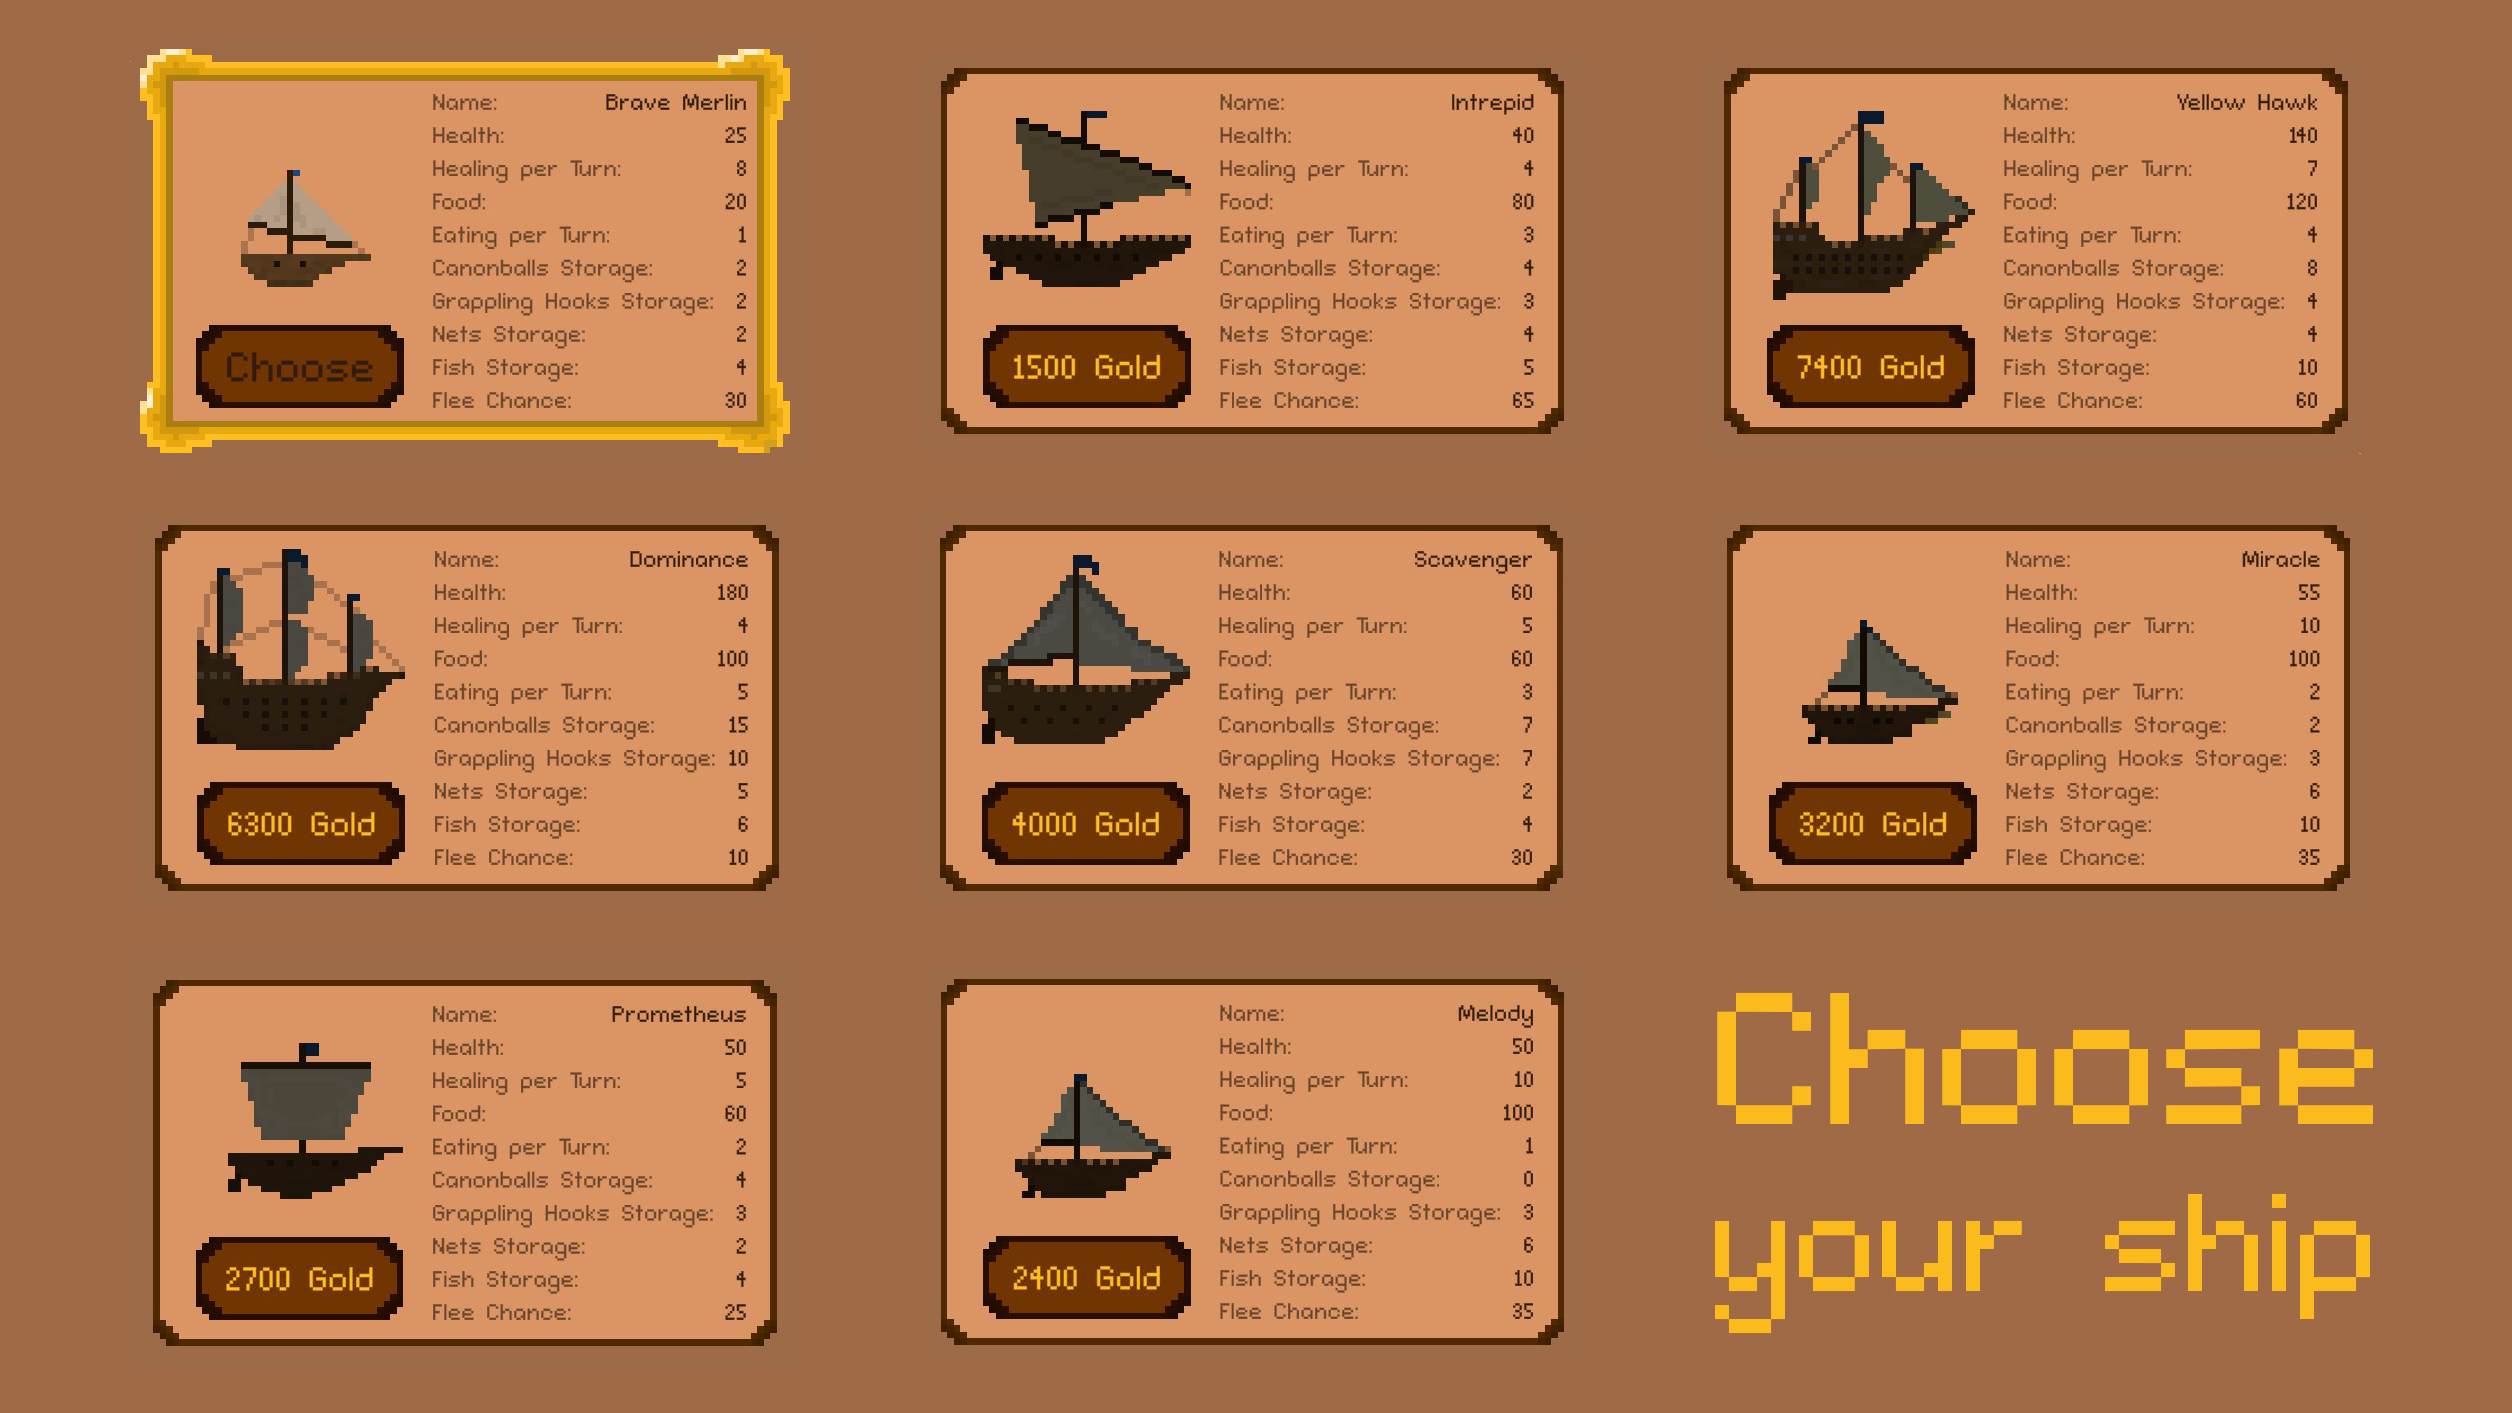 Name: Brave Merlin
Health: 25
Healing per Turn: 8
Food: 20
Eating per Turn: 1
Canonballs Storage: 2
Grappling Hooks Storage: 2
Nets Storage: 2
Fish Storage: 4
Flee Chance: 30
Choose
Name: Intrepid
Health: 40
Healing per Turn: 4
Food: 80
Eating per Turn: 3
Canonballs Storage: 4
Grappling Hooks Storage: 3
Nets Storage: 4
Fish Storage: 5
Flee Chance: 65
1500 Gold
Name: Yellow Hawk
Health: 140
Healing per Turn: 7
Food: 120
Eating per Turn: 4
Canonballs Storage: 8
Grappling Hooks Storage: 4
Nets Storage: 4
Fish Storage: 10
Flee Chance: 60
7400 Gold
Name: Dominance
Health: 180
Healing per Turn: 4
Food: 100
Eating per Turn: 5
Canonballs Storage: 15
Grappling Hooks Storage: 10
Nets Storage: 5
Fish Storage: 6
Flee Chance: 10
6300 Gold
Name: Scavenger
Health: 60
Healing per Turn: 5
Food: 60
Eating per Turn: 3
Canonballs Storage: 7
Grappling Hooks Storage: 7
Nets Storage: 2
Fish Storage: 4
Flee Chance: 30
4000 Gold
Name: Miracle
Health: 55
Healing per Turn: 10
Food: 100
Eating per Turn: 2
Canonballs Storage: 2
Grappling Hooks Storage: 3
Nets Storage: 6
Fish Storage: 10
Flee Chance: 35
3200 Gold
Name: Prometheus
Health: 50
Healing per Turn: 5
Food: 60
Eating per Turn: 2
Canonballs Storage: 4
Grappling Hooks Storage: 3
Nets Storage: 2
Fish Storage: 4
Flee Chance: 25
2700 Gold
Name: Melody
Health: 50
Healing per Turn: 10
Food: 100
Eating per Turn: 1
Canonballs Storage: 0
Grappling Hooks Storage: 3
Nets Storage: 6
Fish Storage: 10
Flee Chance: 35
2400 Gold
Choose
your ship